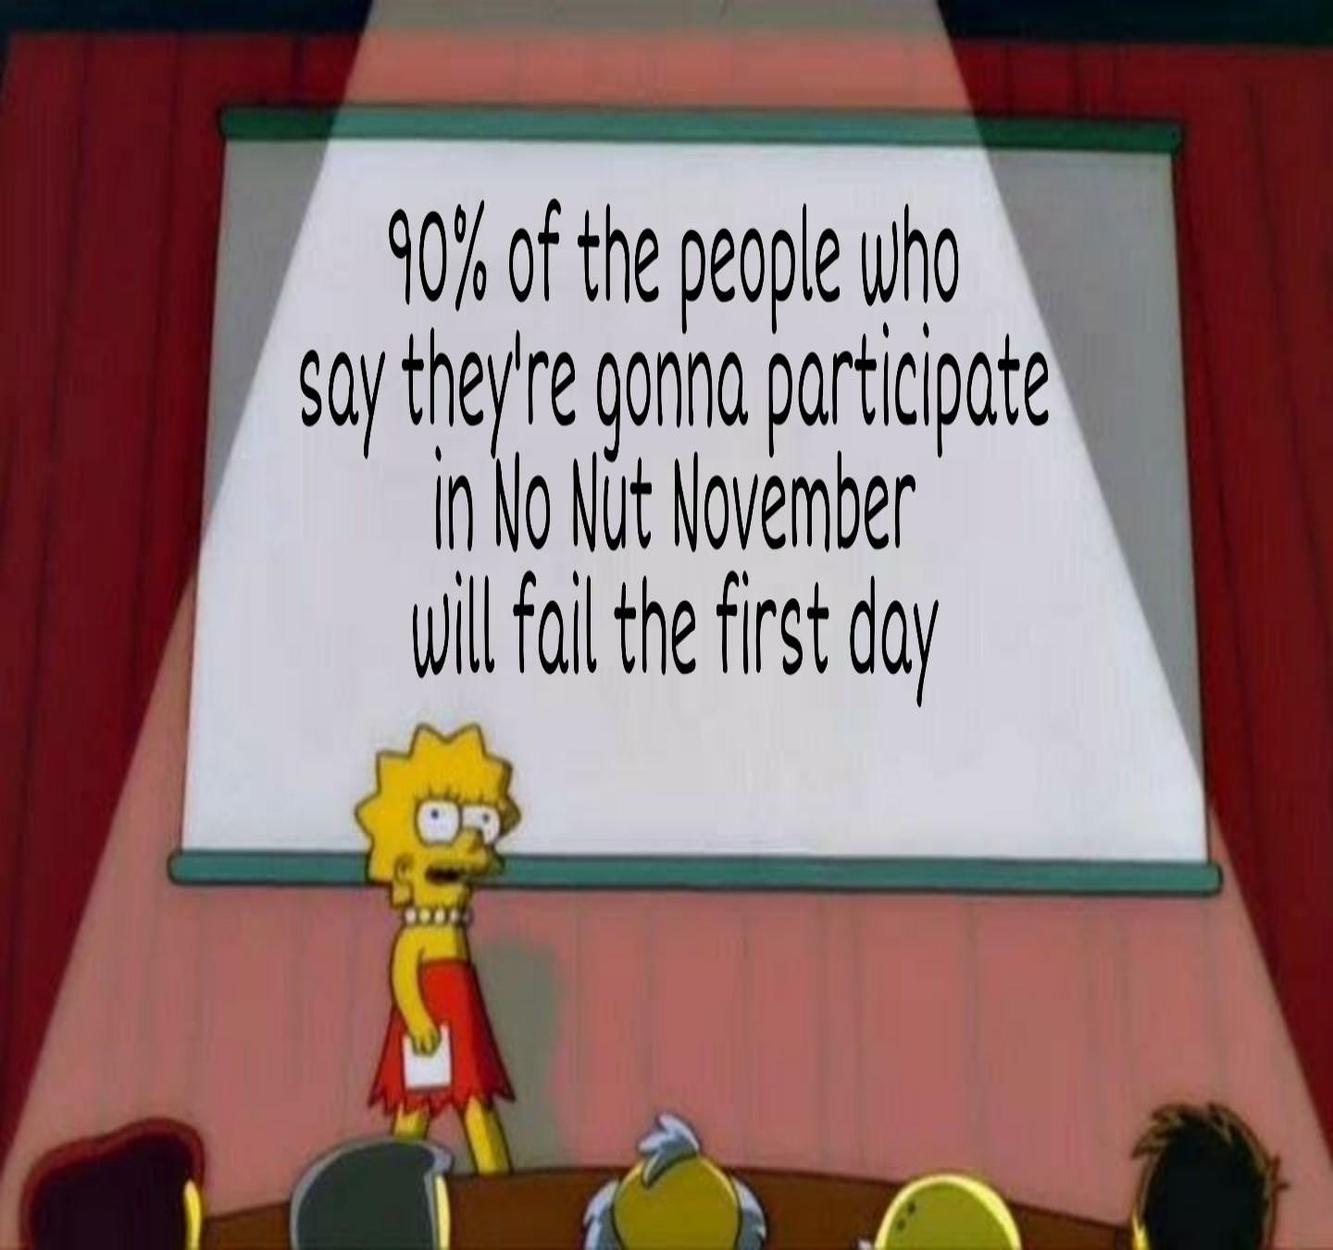 90% of the people who
say they're gonna participate
in No Nut November
will fail the first day